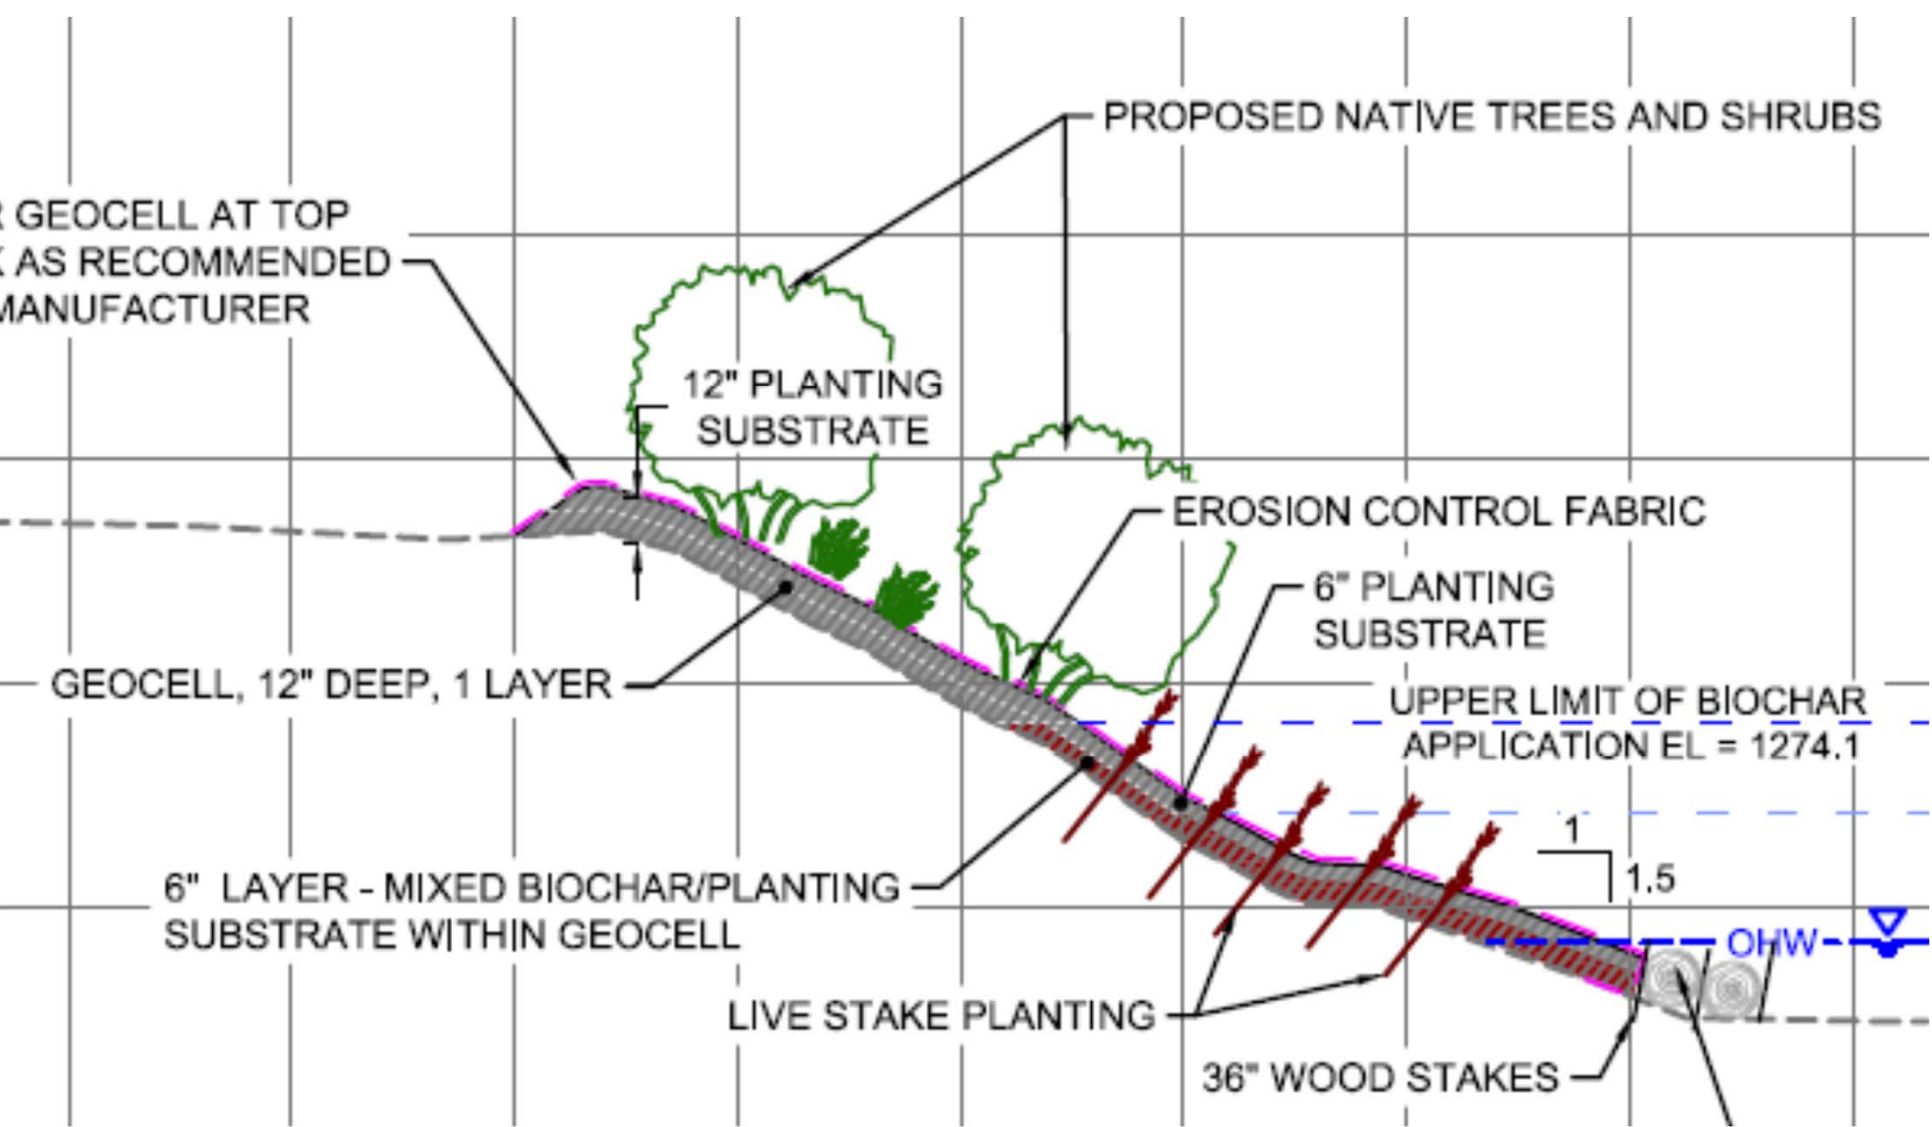 PROPOSED NATIVE TREES AND SHRUBS
R GEOCELL AT TOP
K AS RECOMMENDED
MANUFACTURER
12" PLANTING
SUBSTRATE
EROSION CONTROL FABRIC
6" PLANTING
SUBSTRATE
GEOCELL, 12" DEEP, 1 LAYER
UPPER LIMIT OF BIOCHAR
APPLICATION EL = 1274.1
1
1.5
6" LAYER - MIXED BIOCHAR/PLANTING
SUBSTRATE WITHIN GEOCELL
OHW
LIVE STAKE PLANTING
36" WOOD STAKES